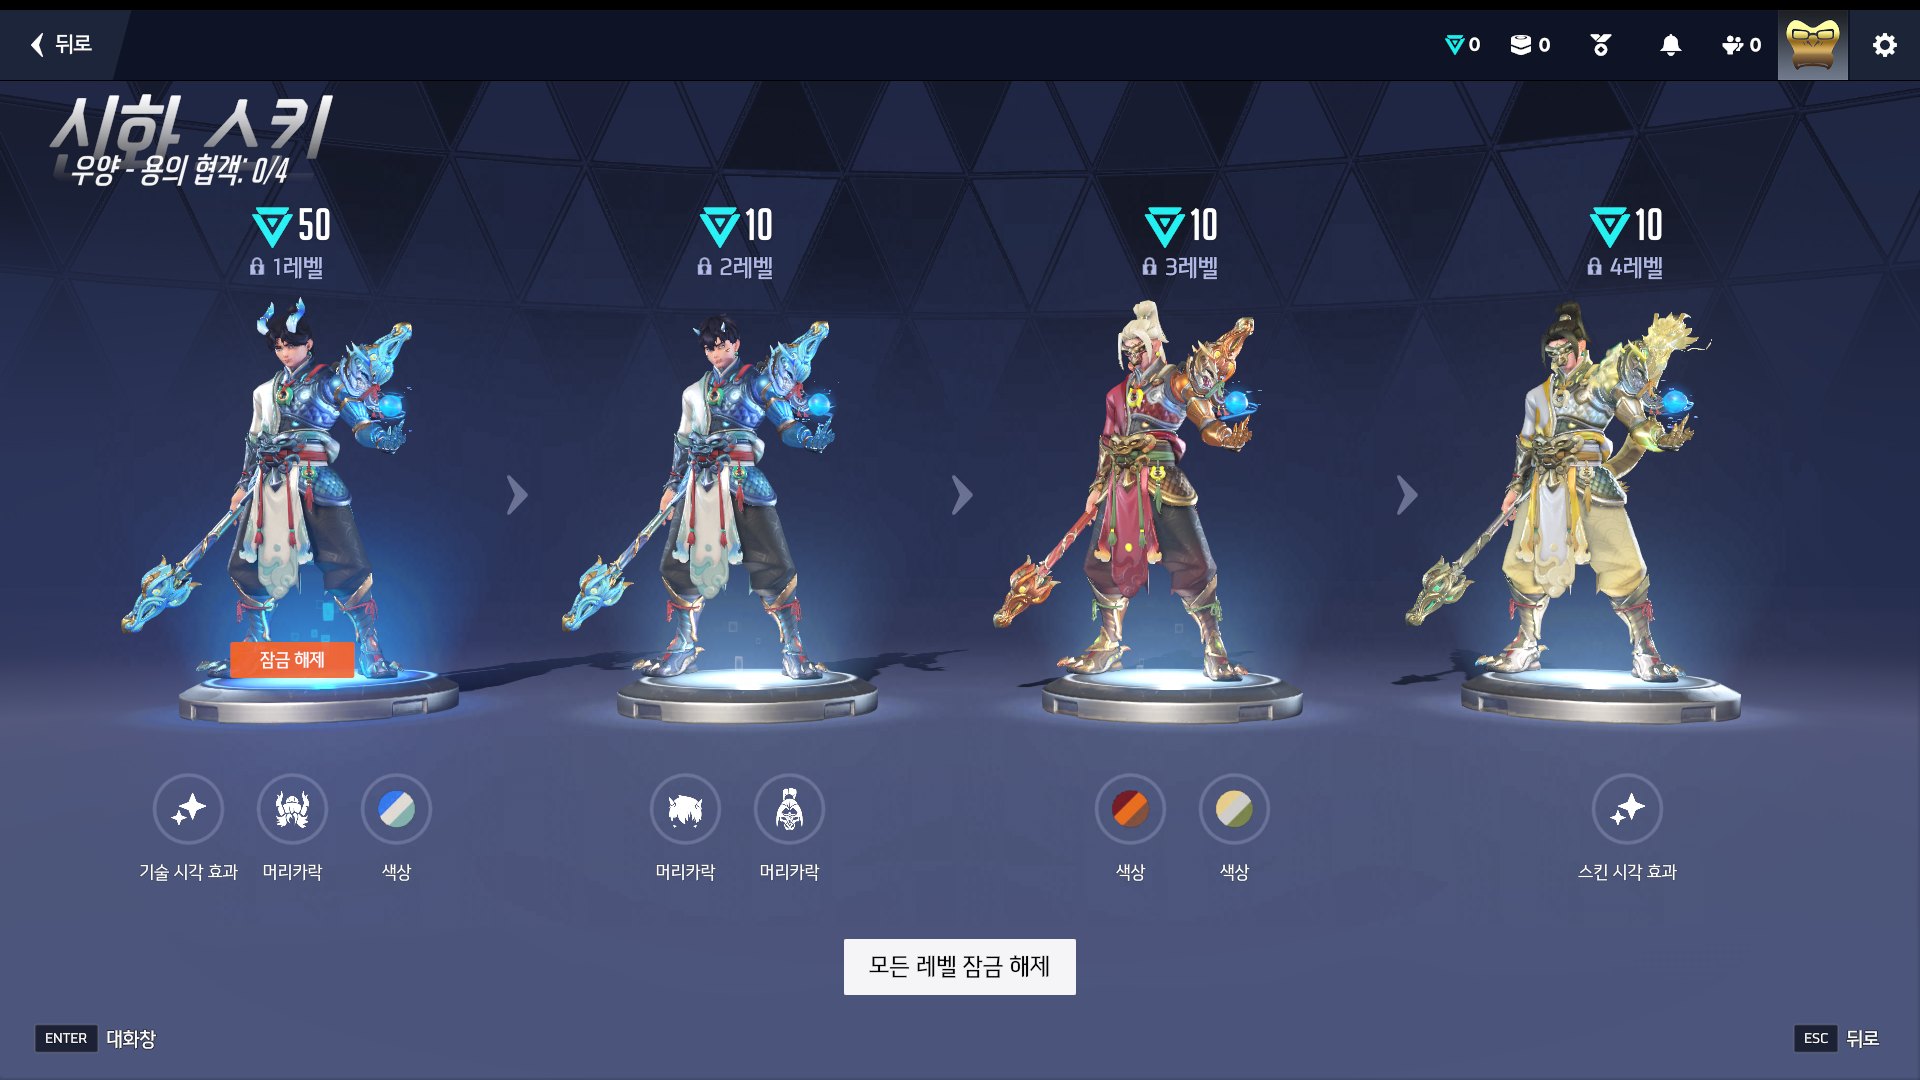 뒤로
0
0
0
신화 스킨
우양 - 용의 협객: 0/4
50
1레벨
10
2레벨
10
3레벨
10
4레벨
잠금 해제
기술 시각 효과
머리카락
색상
머리카락
머리카락
색상
색상
스킨 시각 효과
모든 레벨 잠금 해제
ENTER 대화창
ESC 뒤로